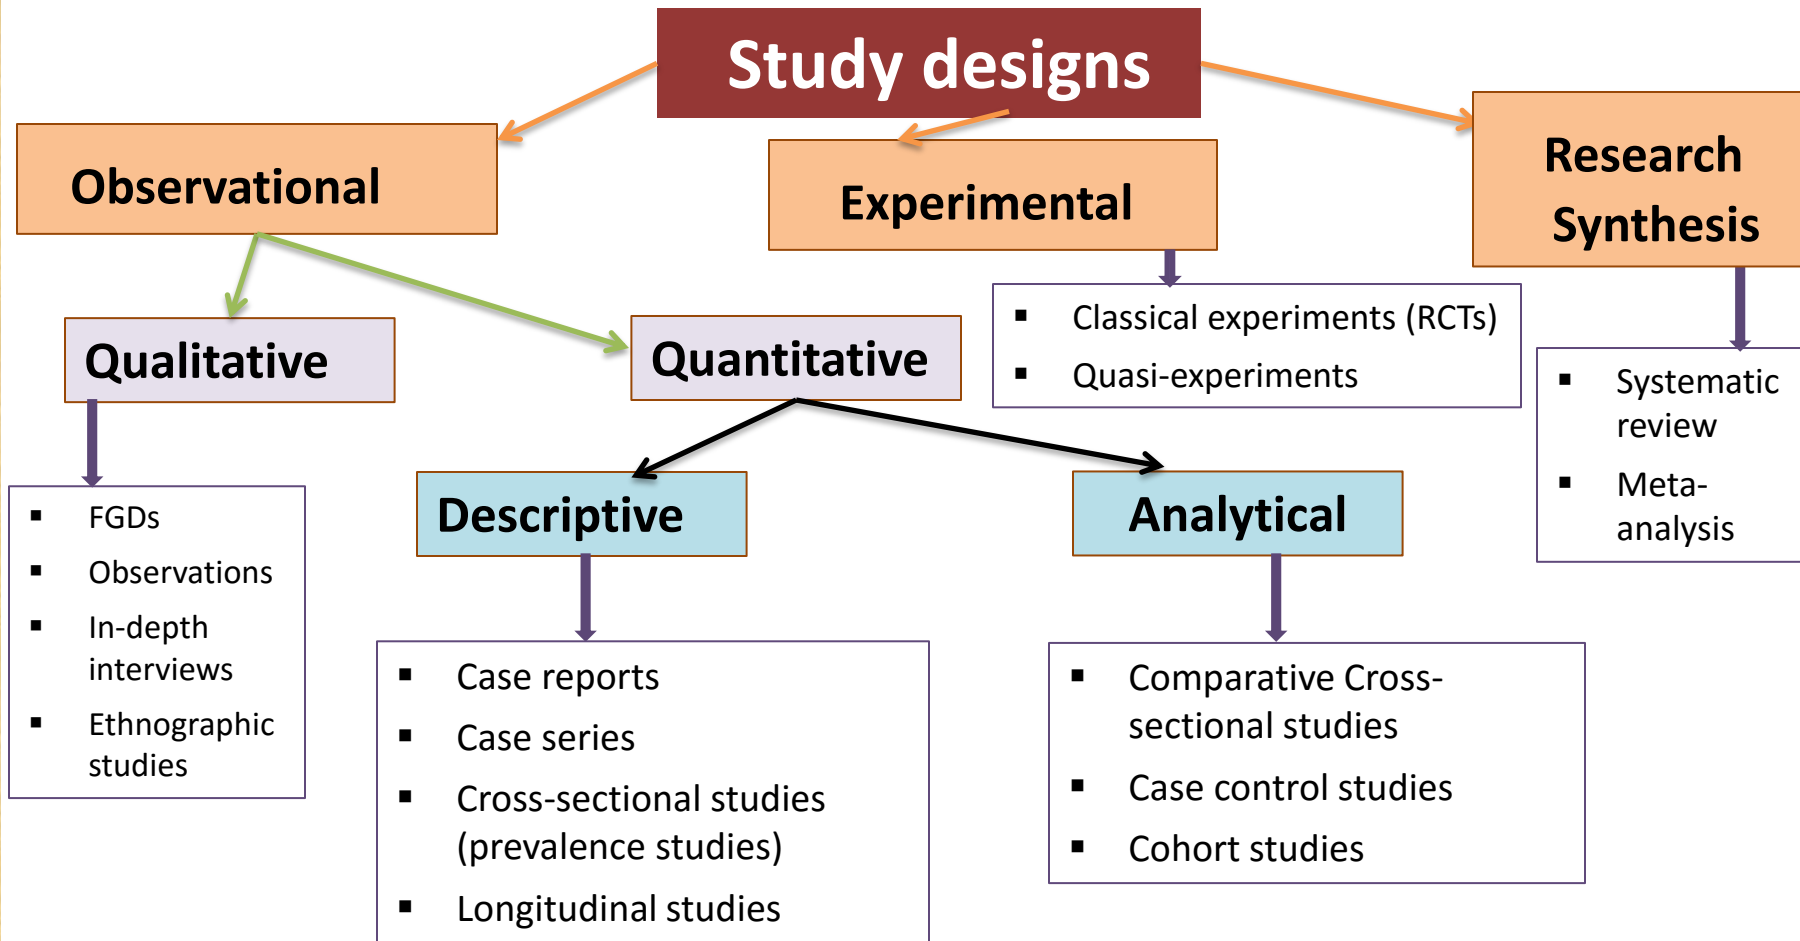 Study designs
Observational
Experimental
Research
Synthesis
Qualitative
Quantitative
▪ Classical experiments (RCTs)
▪ Quasi-experiments
▪ Systematic
review
▪ Meta-
analysis
Descriptive
Analytical
▪ FGDs
▪ Observations
▪ In-depth
interviews
▪ Ethnographic
studies
▪ Case reports
▪ Case series
▪ Cross-sectional studies
(prevalence studies)
▪ Longitudinal studies
▪ Comparative Cross-
sectional studies
▪ Case control studies
▪ Cohort studies